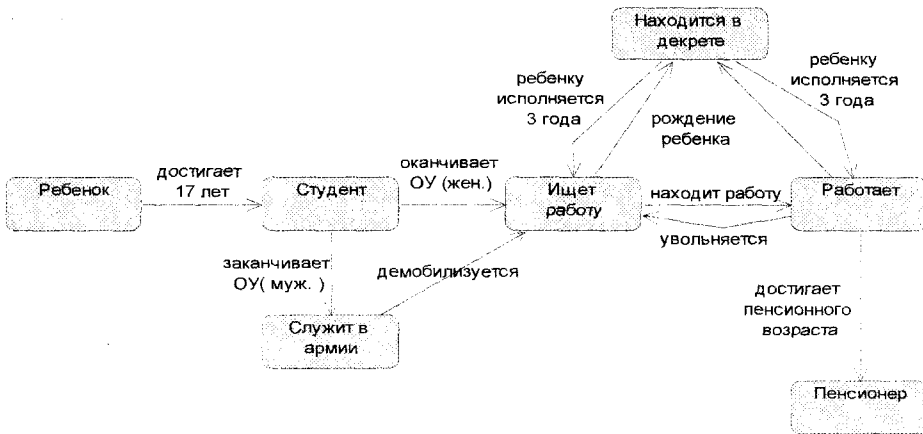 Находится в
декрете
ребенку
исполняется
3 года
ребенку
исполняется
3 года
рождение
ребенка
Ребенок
достигает
17 лет
Студент
оканчивает
ОУ (жен.)
Ищет
работу
находит работу
Работает
увольняется
заканчивает
ОУ( муж. )
демобилизуется
Служит в
армии
достигает
пенсионного
возраста
Пенсионер